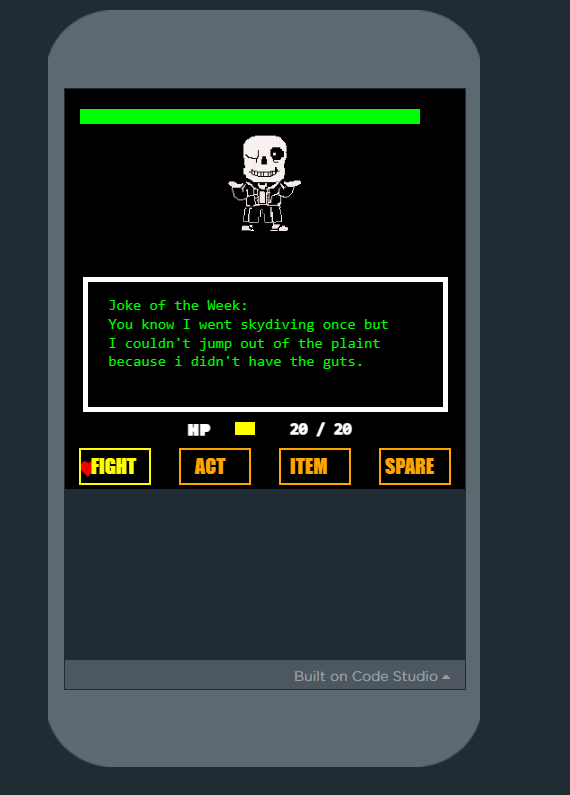 Joke of the Week:
You know I went skydiving once but
I couldn't jump out of the plaint
because i didn't have the guts.
HP 20 / 20
FIGHT ACT ITEM SPARE
Built on Code Studio